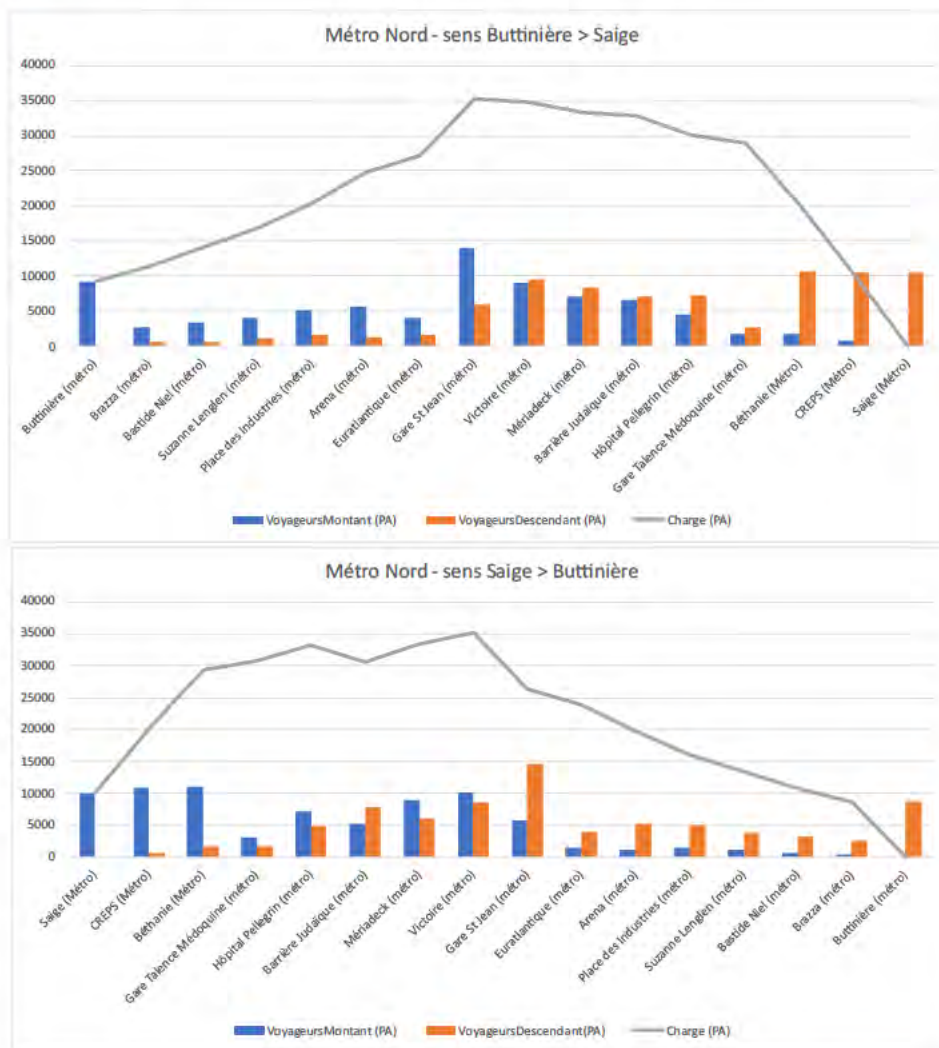 Métro Nord - sens Buttinière > Saige
40000
35000
30000
25000
20000
15000
10000
5000
0
Buttinière (métro)
Brazza (métro)
Bastide Niel (métro)
Suzanne Lenglen (métro)
Place des Industries (métro)
Arena (métro)
Euratlantique (métro)
Gare St Jean (métro)
Victoire (métro)
Mériadeck (métro)
Barrière Judaïque (métro)
Hôpital Pellegrin (métro)
Gare Talence Médoquine (métro)
Béthanie (Métro)
CREPS (Métro)
Saige (Métro)
VoyageursMontant (PA)
VoyageursDescendant (PA)
Charge (PA)
Métro Nord - sens Saige > Buttinière
40000
35000
30000
25000
20000
15000
10000
5000
0
Saige (Métro)
CREPS (Métro)
Béthanie (Métro)
Gare Talence Médoquine (métro)
Hôpital Pellegrin (métro)
Barrière Judaïque (métro)
Mériadeck (métro)
Victoire (métro)
Gare St Jean (métro)
Euratlantique (métro)
Arena (métro)
Place des Industries (métro)
Suzanne Lenglen (métro)
Bastide Niel (métro)
Brazza (métro)
Buttinière (métro)
VoyageursMontant (PA)
VoyageursDescendant(PA)
Charge (PA)